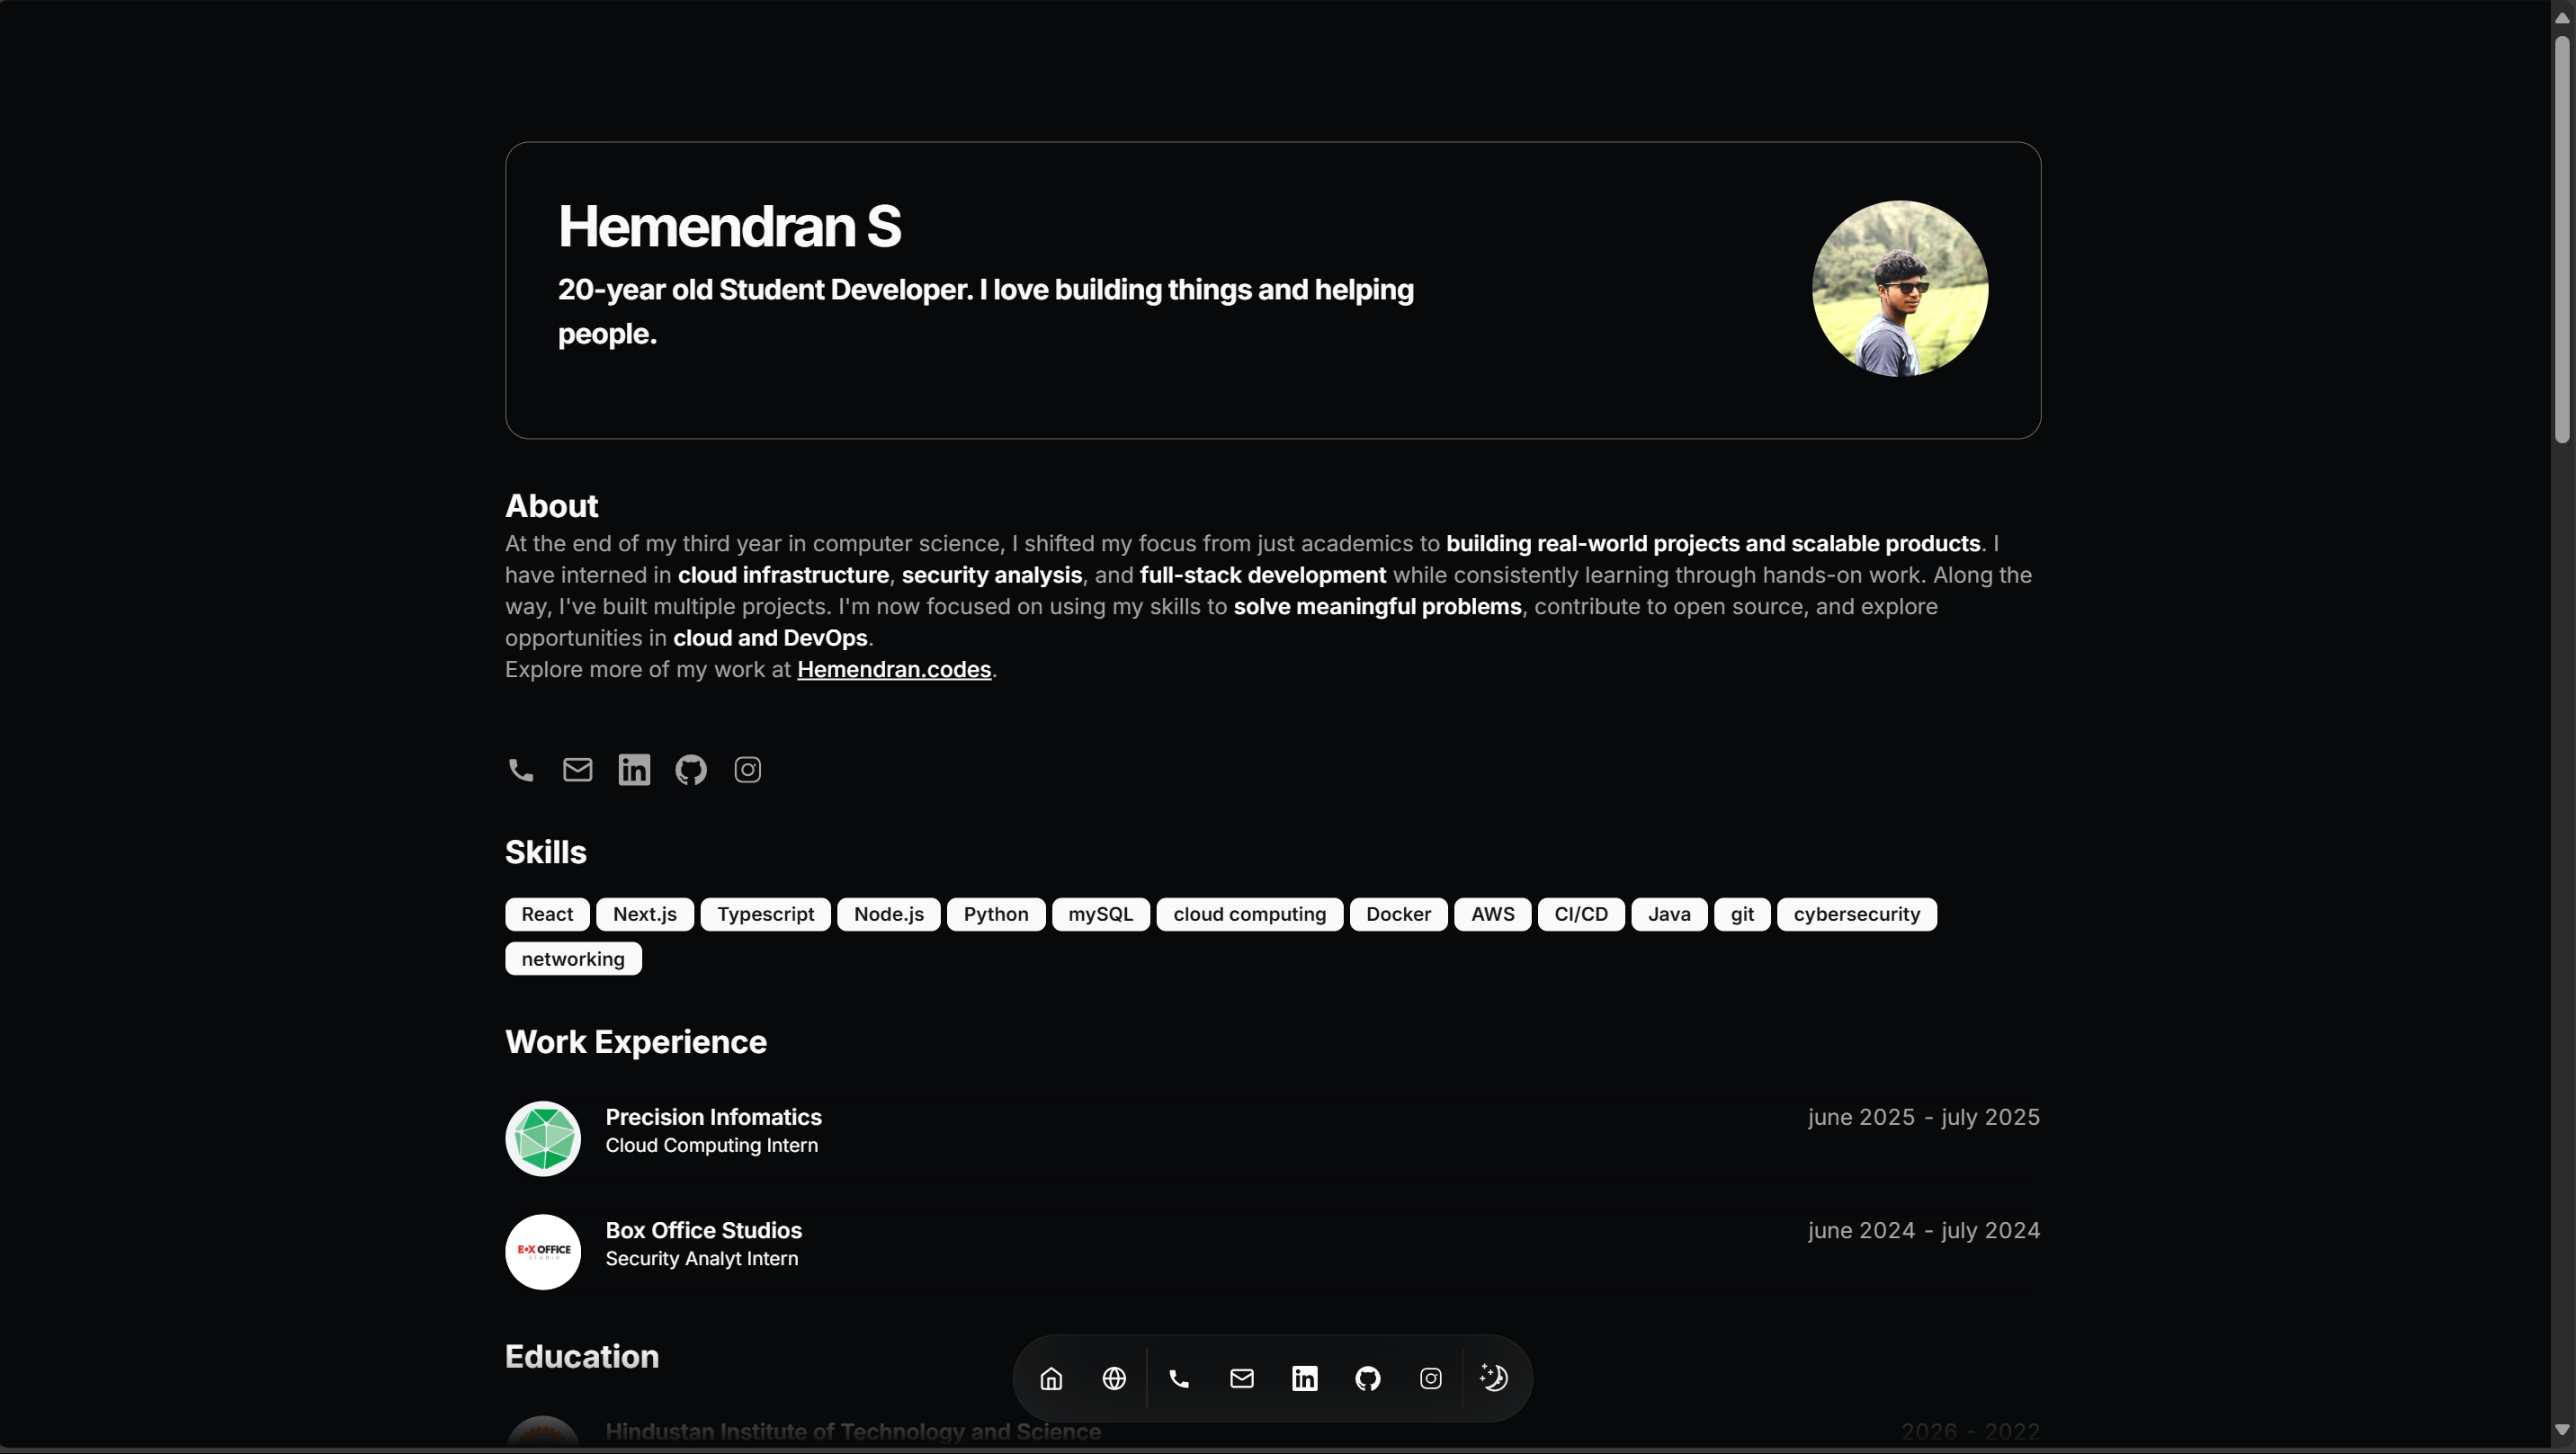 Hemendran S
20-year old Student Developer. I love building things and helping
people.
About
At the end of my third year in computer science, I shifted my focus from just academics to building real-world projects and scalable products. I
have interned in cloud infrastructure, security analysis, and full-stack development while consistently learning through hands-on work. Along the
way, I've built multiple projects. I'm now focused on using my skills to solve meaningful problems, contribute to open source, and explore
opportunities in cloud and DevOps.
Explore more of my work at Hemendran.codes.
Skills
React Next.js Typescript Node.js Python mySQL cloud computing Docker AWS CI/CD Java git cybersecurity
networking
Work Experience
Precision Infomatics june 2025 - july 2025
Cloud Computing Intern
BOX OFFICE
STUDIO
Box Office Studios june 2024 - july 2024
Security Analyt Intern
Education
Hindustan Institute of Technology and Science 2026 - 2022